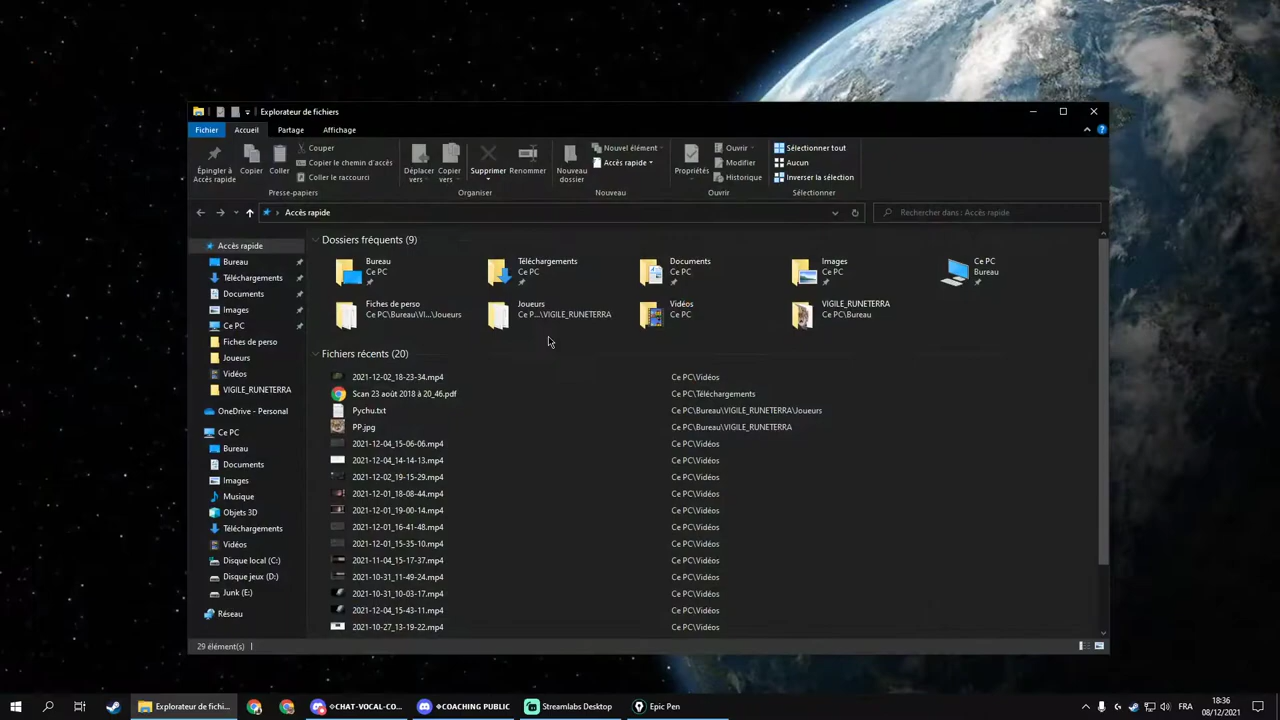 Explorateur de fichiers
Fichier Accueil Partage Affichage
Épingler à Accès rapide
Copier
Coller
Couper
Copier le chemin d'accès
Coller le raccourci
Presse-papiers
Déplacer vers
Copier vers
Supprimer
Renommer
Organiser
Nouveau dossier
Nouvel élément
Accès rapide
Nouveau
Propriétés
Ouvrir
Modifier
Historique
Ouvrir
Sélectionner tout
Aucun
Inverser la sélection
Sélectionner
Accès rapide
Rechercher dans : Accès rapide
Accès rapide
Bureau
Téléchargements
Documents
Images
Ce PC
Fiches de perso
Joueurs
Vidéos
VIGILE_RUNETERRA
OneDrive - Personal
Ce PC
Bureau
Documents
Images
Musique
Objets 3D
Téléchargements
Vidéos
Disque local (C:)
Disque jeux (D:)
Junk (E:)
Réseau
Dossiers fréquents (9)
Bureau
Ce PC
Téléchargements
Ce PC
Documents
Ce PC
Images
Ce PC
Ce PC
Bureau
Fiches de perso
Ce PC\Bureau\VI...\Joueurs
Joueurs
Ce P...\VIGILE_RUNETERRA
Vidéos
Ce PC
VIGILE_RUNETERRA
Ce PC\Bureau
Fichiers récents (20)
2021-12-02_18-23-34.mp4 Ce PC\Vidéos
Scan 23 août 2018 à 20_46.pdf Ce PC\Téléchargements
Pychu.txt Ce PC\Bureau\VIGILE_RUNETERRA\Joueurs
PP.jpg Ce PC\Bureau\VIGILE_RUNETERRA
2021-12-04_15-06-06.mp4 Ce PC\Vidéos
2021-12-04_14-14-13.mp4 Ce PC\Vidéos
2021-12-02_19-15-29.mp4 Ce PC\Vidéos
2021-12-01_18-08-44.mp4 Ce PC\Vidéos
2021-12-01_19-00-14.mp4 Ce PC\Vidéos
2021-12-01_16-41-48.mp4 Ce PC\Vidéos
2021-12-01_15-35-10.mp4 Ce PC\Vidéos
2021-11-04_15-17-37.mp4 Ce PC\Vidéos
2021-10-31_11-49-24.mp4 Ce PC\Vidéos
2021-10-31_10-03-17.mp4 Ce PC\Vidéos
2021-12-04_15-43-11.mp4 Ce PC\Vidéos
2021-10-27_13-19-22.mp4 Ce PC\Vidéos
29 élément(s)
Explorateur de fichi...
◊CHAT-VOCAL-CO...
◊COACHING PUBLIC
Streamlabs Desktop
Epic Pen
FR
18:36
08/12/2021